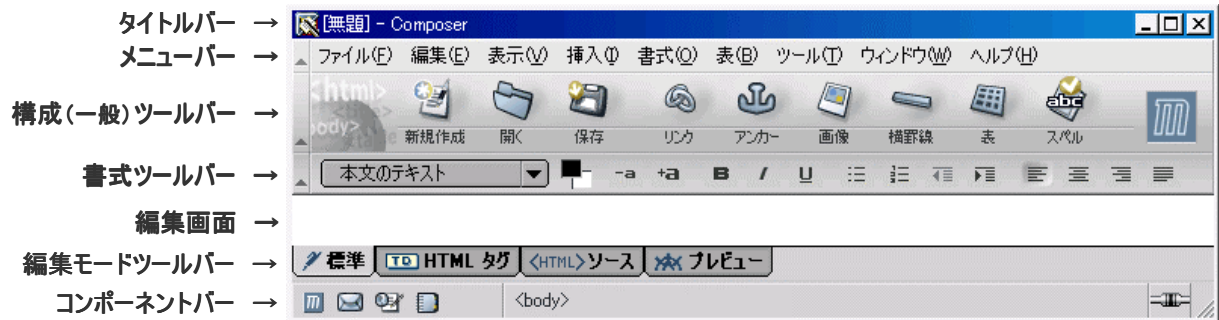 タイトルバー → [無題] - Composer
メニューバー → ファイル(F) 編集(E) 表示(V) 挿入(I) 書式(O) 表(B) ツール(T) ウィンドウ(W) ヘルプ(H)
<html> abc
構成(一般)ツールバー → body> 新規作成 開く 保存 リンク アンカー 画像 横罫線 表 スペル
書式ツールバー → 本文のテキスト -a +a B I U
編集画面 →
編集モードツールバー → 標準 TD HTML タグ <HTML>ソース プレビュー
コンポーネントバー → <body>